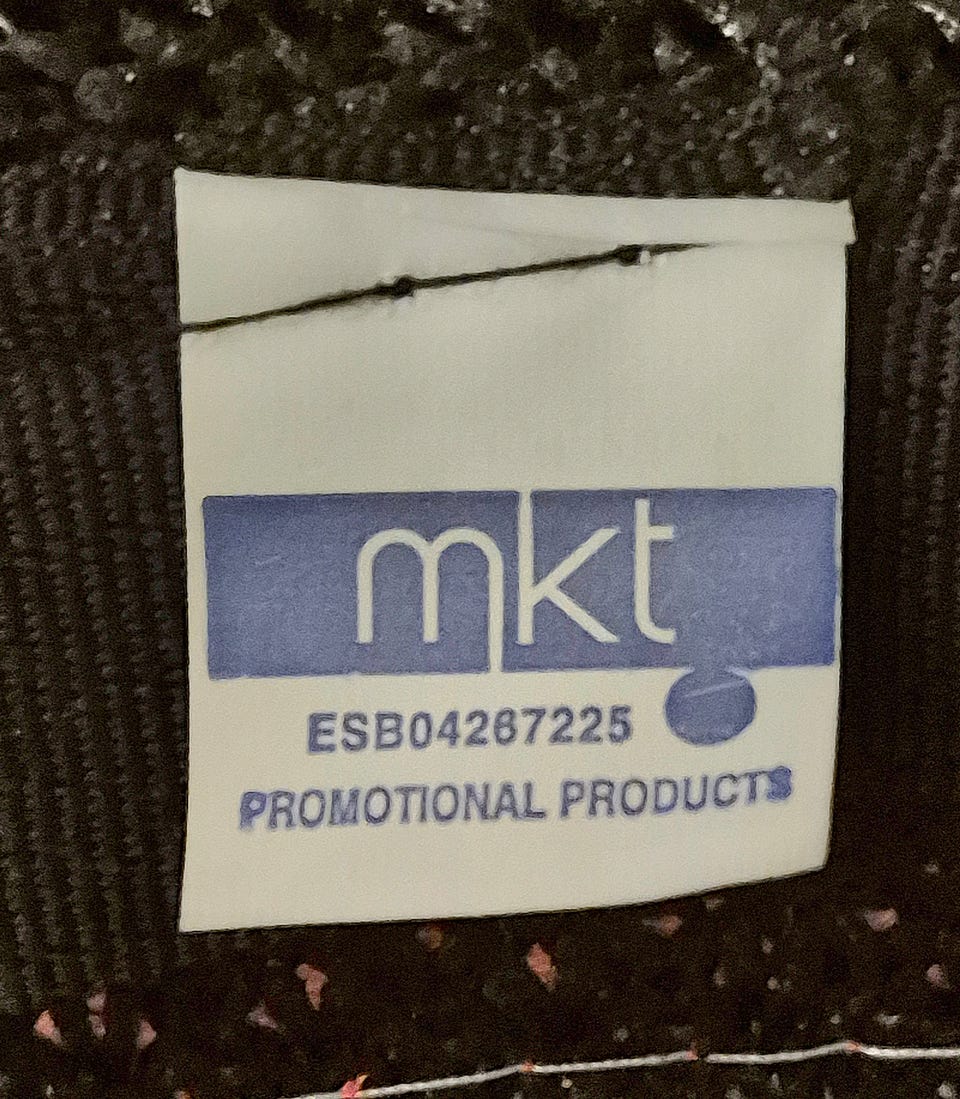 mkt
ESB04267225
PROMOTIONAL PRODUCTS